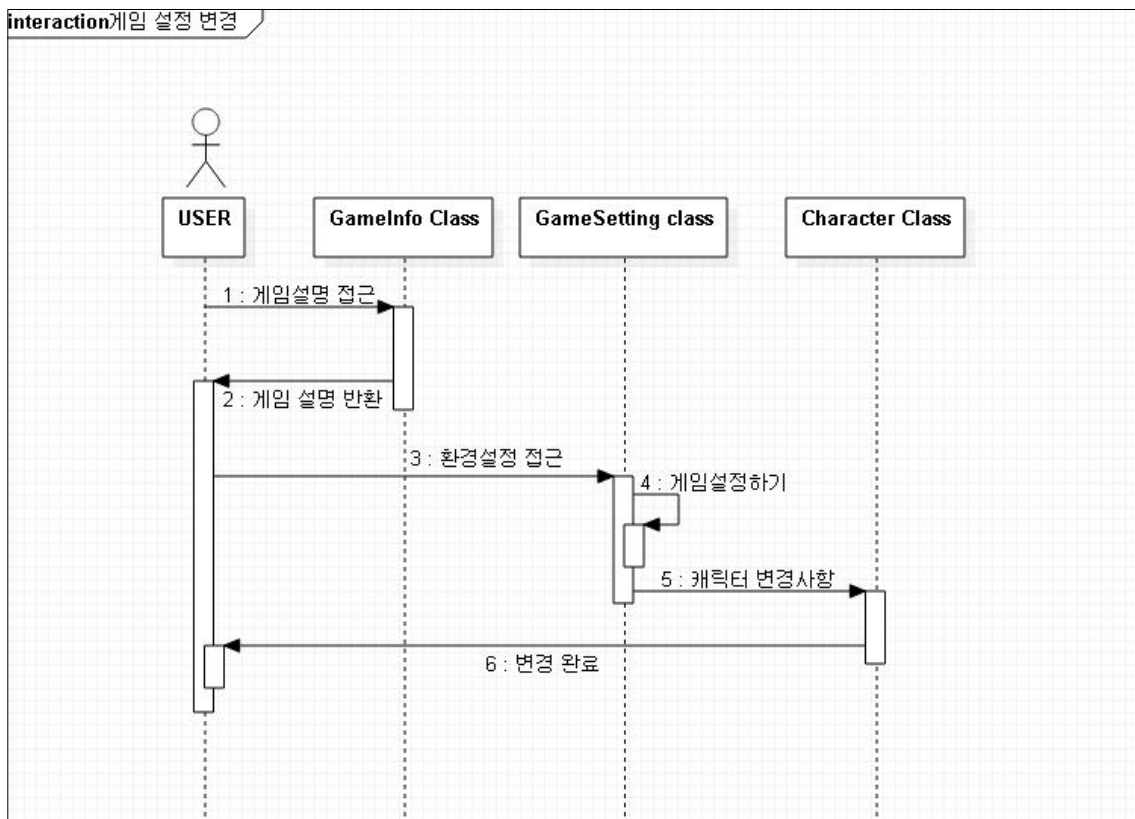 interaction게임 설정 변경
USER
GameInfo Class
GameSetting class
Character Class
1 : 게임설명 접근
2 : 게임 설명 반환
3 : 환경설정 접근
4 : 게임설정하기
5 : 캐릭터 변경사항
6 : 변경 완료